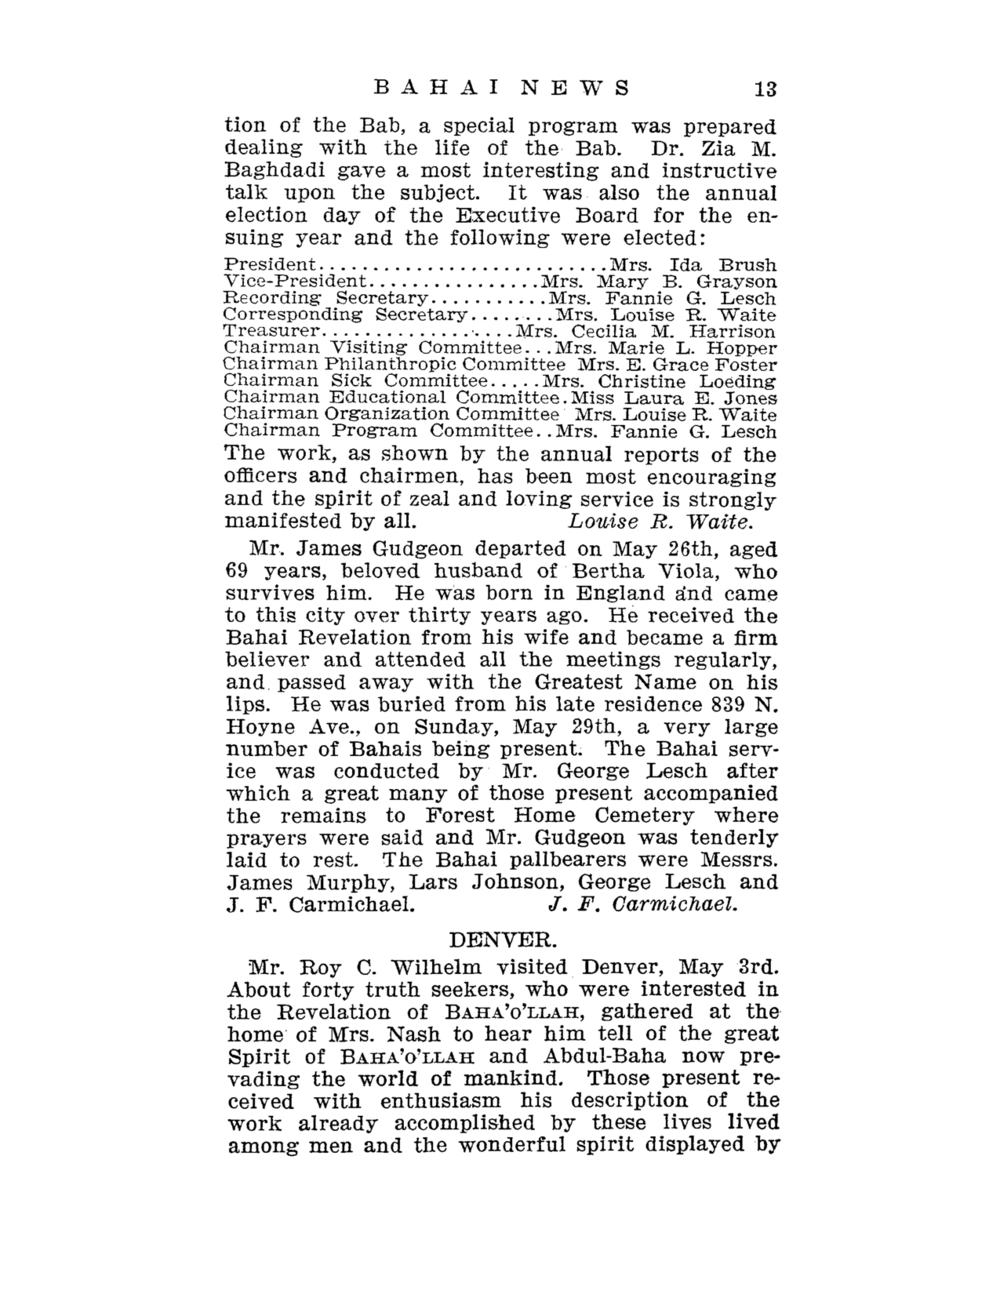 BAHAI NEWS 13
tion of the Bab, a special program was prepared
dealing with the life of the Bab. Dr. Zia M.
Baghdadi gave a most interesting and instructive
talk upon the subject. It was also the annual
election day of the Executive Board for the en-
suing year and the following were elected:
President...........................Mrs. Ida Brush
Vice-President................Mrs. Mary B. Grayson
Recording Secretary...........Mrs. Fannie G. Lesch
Corresponding Secretary........Mrs. Louise R. Waite
Treasurer..................Mrs. Cecilia M. Harrison
Chairman Visiting Committee...Mrs. Marie L. Hopper
Chairman Philanthropic Committee Mrs. E. Grace Foster
Chairman Sick Committee.....Mrs. Christine Loeding
Chairman Educational Committee.Miss Laura E. Jones
Chairman Organization Committee Mrs. Louise R. Waite
Chairman Program Committee..Mrs. Fannie G. Lesch
The work, as shown by the annual reports of the
officers and chairmen, has been most encouraging
and the spirit of zeal and loving service is strongly
manifested by all. Louise R. Waite.
Mr. James Gudgeon departed on May 26th, aged
69 years, beloved husband of Bertha Viola, who
survives him. He was born in England and came
to this city over thirty years ago. He received the
Bahai Revelation from his wife and became a firm
believer and attended all the meetings regularly,
and passed away with the Greatest Name on his
lips. He was buried from his late residence 839 N.
Hoyne Ave., on Sunday, May 29th, a very large
number of Bahais being present. The Bahai serv-
ice was conducted by Mr. George Lesch after
which a great many of those present accompanied
the remains to Forest Home Cemetery where
prayers were said and Mr. Gudgeon was tenderly
laid to rest. The Bahai pallbearers were Messrs.
James Murphy, Lars Johnson, George Lesch and
J. F. Carmichael. J. F. Carmichael.
DENVER.
Mr. Roy C. Wilhelm visited Denver, May 3rd.
About forty truth seekers, who were interested in
the Revelation of BAHA'O'LLAH, gathered at the
home of Mrs. Nash to hear him tell of the great
Spirit of BAHA'O'LLAH and Abdul-Baha now pre-
vading the world of mankind. Those present re-
ceived with enthusiasm his description of the
work already accomplished by these lives lived
among men and the wonderful spirit displayed by